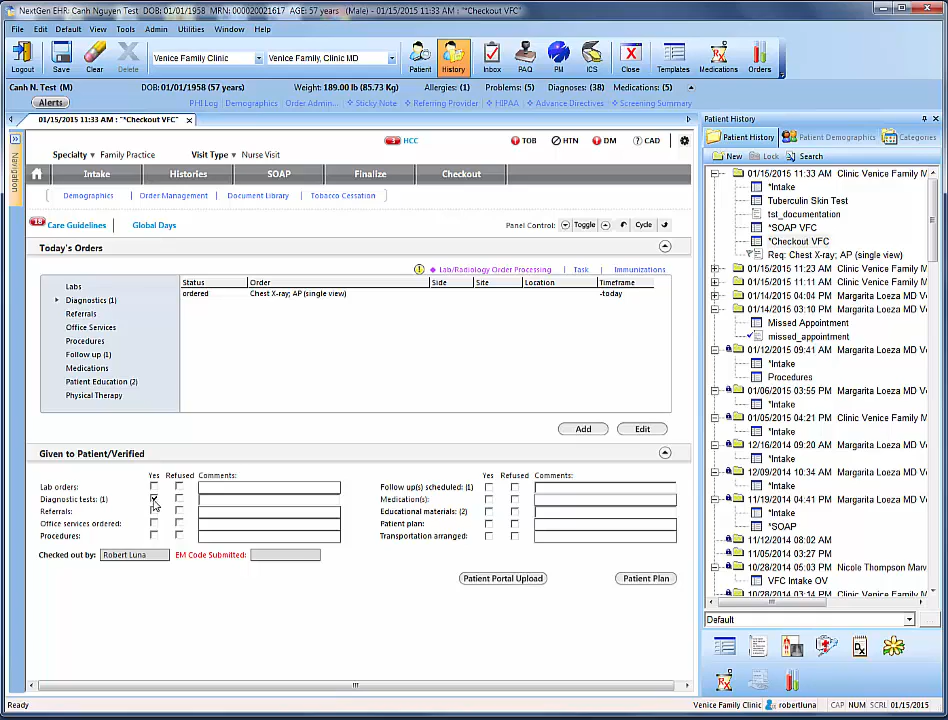 NextGen EHR: Canh Nguyen Test DOB: 01/01/1958 MRN: 000020021617 AGE: 57 years (Male) - 01/15/2015 11:33 AM : "*Checkout VFC"
File Edit Default View Tools Admin Utilities Window Help
Venice Family Clinic Venice Family, Clinic MD
Logout Save Clear Delete Patient History Inbox PAQ PM ICS Close Templates Medications Orders
Canh N. Test (M) DOB: 01/01/1958 (57 years) Weight: 189.00 lb (85.73 Kg) Allergies: (1) Problems: (5) Diagnoses: (38) Medications: (5)
Alerts PHI Log Demographics Order Admin... Sticky Note Referring Provider HIPAA Advance Directives Screening Summary
01/15/2015 11:33 AM : "*Checkout VFC"
Navigation
3 HCC TOB HTN DM CAD
Specialty Family Practice Visit Type Nurse Visit
Intake Histories SOAP Finalize Checkout
Demographics Order Management Document Library Tobacco Cessation
18 Care Guidelines Global Days Panel Control: Toggle Cycle
Today's Orders
Lab/Radiology Order Processing Task Immunizations
Labs
Diagnostics (1)
Referrals
Office Services
Procedures
Follow up (1)
Medications
Patient Education (2)
Physical Therapy
Status Order Side Site Location Timeframe
ordered Chest X-ray; AP (single view) -today
Add Edit
Given to Patient/Verified
Yes Refused Comments: Yes Refused Comments:
Lab orders: Follow up(s) scheduled: (1)
Diagnostic tests: (1) Medication(s):
Referrals: Educational materials: (2)
Office services ordered: Patient plan:
Procedures: Transportation arranged:
Checked out by: Robert Luna EM Code Submitted:
Patient Portal Upload Patient Plan
Patient History
Patient History Patient Demographics Categories
New Lock Search
01/15/2015 11:33 AM Clinic Venice Family
*Intake
Tuberculin Skin Test
tst_documentation
*SOAP VFC
*Checkout VFC
Req: Chest X-ray; AP (single view)
01/15/2015 11:23 AM Clinic Venice Family
01/15/2015 11:11 AM Clinic Venice Family
01/14/2015 04:04 PM Margarita Loeza MD V
01/14/2015 03:10 PM Margarita Loeza MD V
Missed Appointment
missed_appointment
01/12/2015 09:41 AM Margarita Loeza MD V
*Intake
Procedures
01/06/2015 03:55 PM Margarita Loeza MD V
*Intake
01/05/2015 04:21 PM Clinic Venice Family
*Intake
12/16/2014 09:20 AM Margarita Loeza MD V
*Intake
12/09/2014 10:34 AM Margarita Loeza MD V
*Intake
11/19/2014 04:41 PM Margarita Loeza MD V
*Intake
*SOAP
11/14/2014 08:02 AM
11/05/2014 03:27 PM
10/28/2014 05:03 PM Nicole Thompson Mar
VFC Intake OV
10/28/2014 03:14 PM Clinic Venice Family
Default
Ready Venice Family Clinic robertluna CAP NUM SCRL 01/15/2015